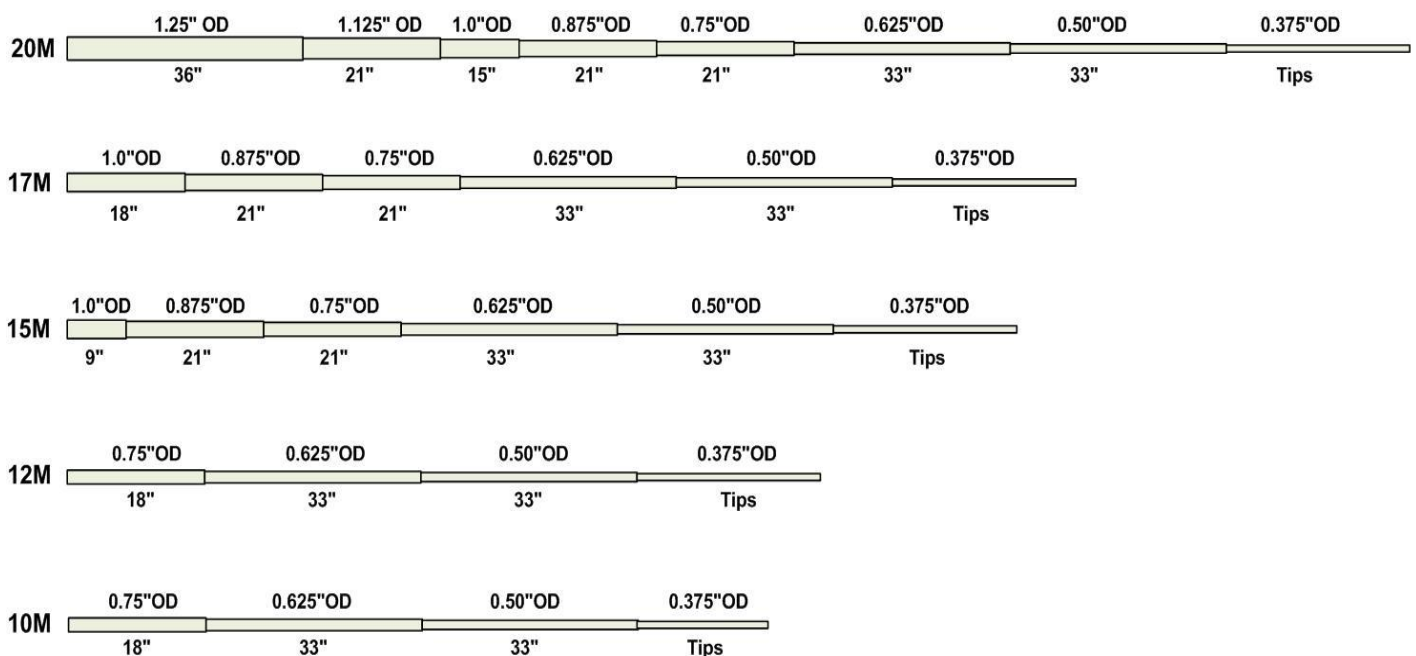 1.25" OD 1.125" OD 1.0"OD 0.875"OD 0.75"OD 0.625"OD 0.50"OD 0.375"OD
20M
36" 21" 15" 21" 21" 33" 33" Tips
1.0"OD 0.875"OD 0.75"OD 0.625"OD 0.50"OD 0.375"OD
17M
18" 21" 21" 33" 33" Tips
1.0"OD 0.875"OD 0.75"OD 0.625"OD 0.50"OD 0.375"OD
15M
9" 21" 21" 33" 33" Tips
0.75"OD 0.625"OD 0.50"OD 0.375"OD
12M
18" 33" 33" Tips
0.75"OD 0.625"OD 0.50"OD 0.375"OD
10M
18" 33" 33" Tips